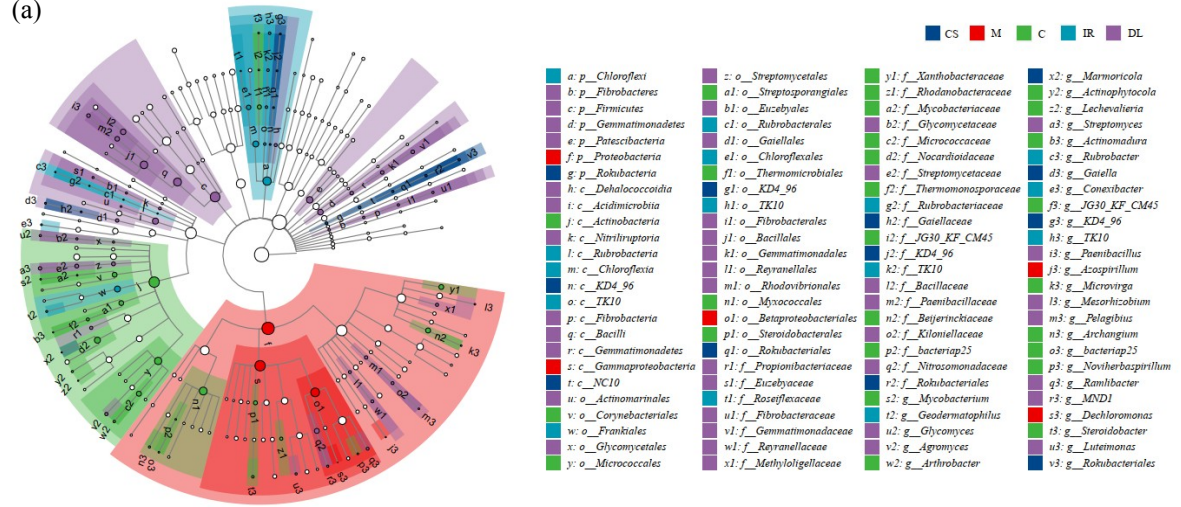 (a)
CS M C IR DL
a: p__Chloroflexi
b: p__Fibrobacteres
c: p__Firmicutes
d: p__Gemmatimonadetes
e: p__Patescibacteria
f: p__Proteobacteria
g: p__Rokubacteria
h: c__Dehalococcoidia
i: c__Acidimicrobiia
j: c__Actinobacteria
k: c__Nitriliruptoria
l: c__Rubrobacteria
m: c__Chloroflexia
n: c__KD4_96
o: c__TK10
p: c__Fibrobacteria
q: c__Bacilli
r: c__Gemmatimonadetes
s: c__Gammaproteobacteria
t: c__NC10
u: o__Actinomarinales
v: o__Corynebacteriales
w: o__Frankiales
x: o__Glycomycetales
y: o__Micrococcales
z: o__Streptomycetales
a1: o__Streptosporangiales
b1: o__Euzebyales
c1: o__Rubrobacterales
d1: o__Gaiellales
e1: o__Chloroflexales
f1: o__Thermomicrobiales
g1: o__KD4_96
h1: o__TK10
i1: o__Fibrobacterales
j1: o__Bacillales
k1: o__Gemmatimonadales
l1: o__Reyranellales
m1: o__Rhodovibrionales
n1: o__Myxococcales
o1: o__Betaproteobacteriales
p1: o__Steroidobacterales
q1: o__Rokubacteriales
r1: f__Propionibacteriaceae
s1: f__Euzebyaceae
t1: f__Roseiflexaceae
u1: f__Fibrobacteraceae
v1: f__Gemmatimonadaceae
w1: f__Reyranellaceae
x1: f__Methyloligellaceae
y1: f__Xanthobacteraceae
z1: f__Rhodanobacteraceae
a2: f__Mycobacteriaceae
b2: f__Glycomycetaceae
c2: f__Micrococcaceae
d2: f__Nocardioidaceae
e2: f__Streptomycetaceae
f2: f__Thermomonosporaceae
g2: f__Rubrobacteriaceae
h2: f__Gaiellaceae
i2: f__JG30_KF_CM45
j2: f__KD4_96
k2: f__TK10
l2: f__Bacillaceae
m2: f__Paenibacillaceae
n2: f__Beijerinckiaceae
o2: f__Kiloniellaceae
p2: f__bacteriap25
q2: f__Nitrosomonadaceae
r2: f__Rokubacteriales
s2: g__Mycobacterium
t2: g__Geodermatophilus
u2: g__Glycomyces
v2: g__Agromyces
w2: g__Arthrobacter
x2: g__Marmoricola
y2: g__Actinophytocola
z2: g__Lechevalieria
a3: g__Streptomyces
b3: g__Actinomadura
c3: g__Rubrobacter
d3: g__Gaiella
e3: g__Conexibacter
f3: g__JG30_KF_CM45
g3: g__KD4_96
h3: g__TK10
i3: g__Paenibacillus
j3: g__Azospirillum
k3: g__Microvirga
l3: g__Mesorhizobium
m3: g__Pelagibius
n3: g__Archangium
o3: g__bacteriap25
p3: g__Noviherbaspirillum
q3: g__Ramlibacter
r3: g__MND1
s3: g__Dechloromonas
t3: g__Steroidobacter
u3: g__Luteimonas
v3: g__Rokubacteriales